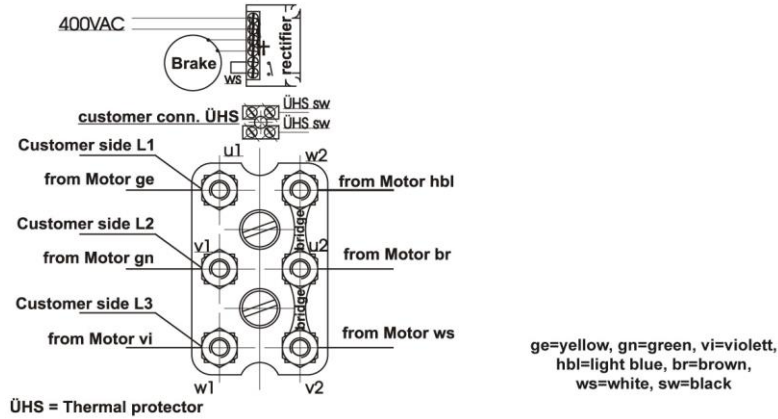 400VAC
Brake
ws
+
rectifier
ÜHS sw
customer conn. ÜHS
ÜHS sw
Customer side L1
u1
w2
from Motor ge
from Motor hbl
bridge
Customer side L2
v1
u2
from Motor gn
from Motor br
bridge
Customer side L3
from Motor vi
from Motor ws
w1
v2
ge=yellow, gn=green, vi=violett,
hbl=light blue, br=brown,
ws=white, sw=black
ÜHS = Thermal protector